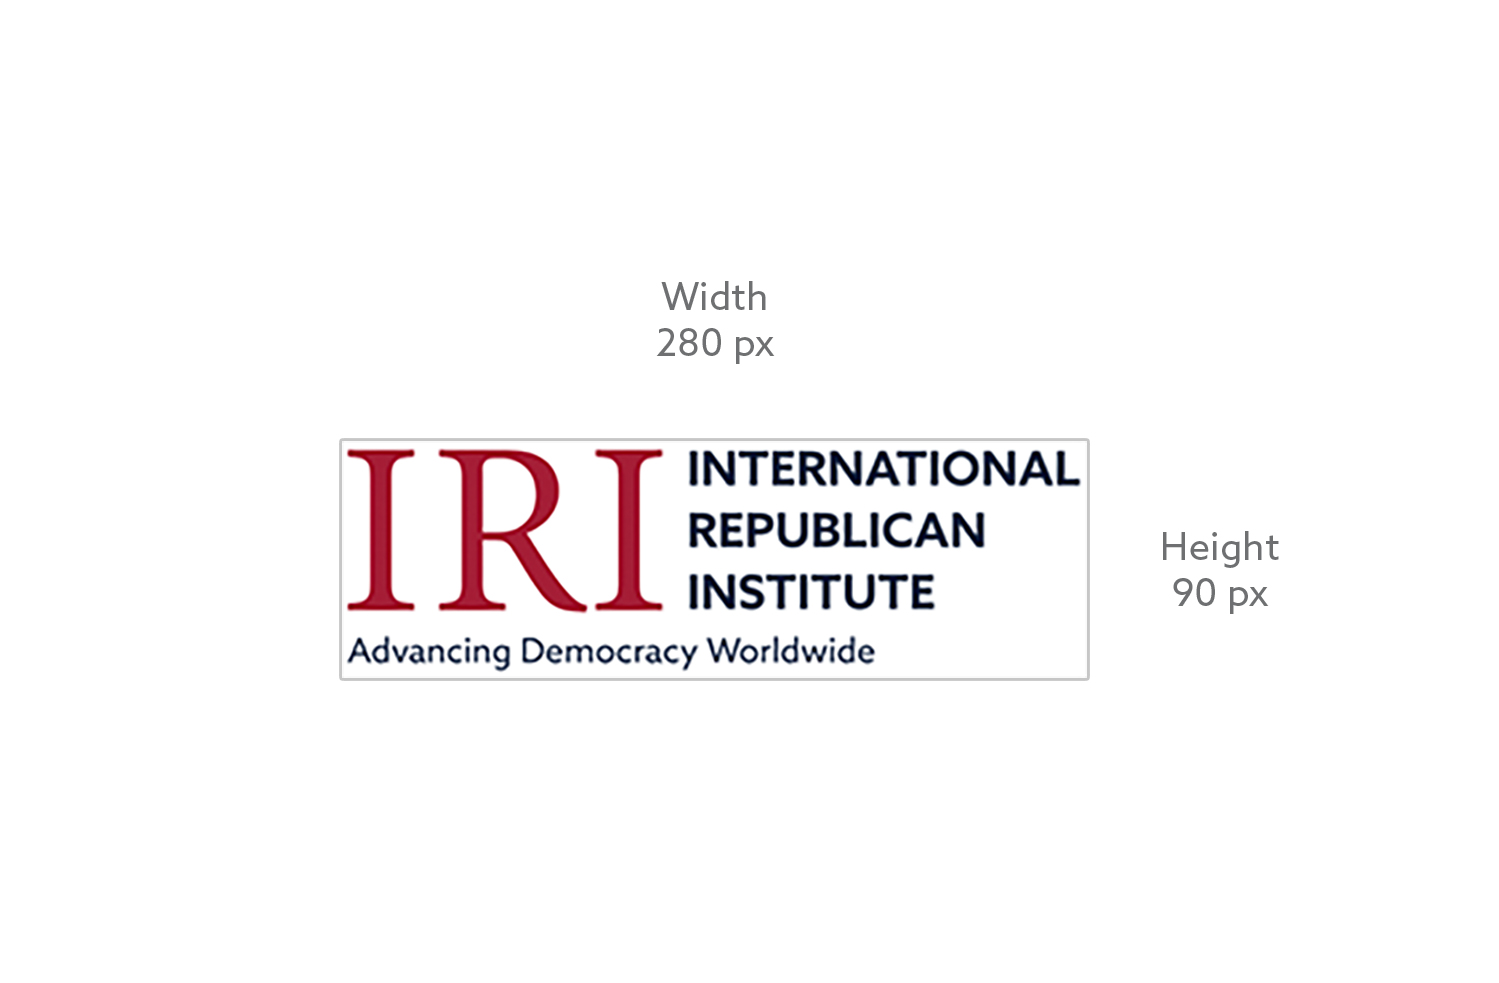 Width
280 px
IRI
INTERNATIONAL
REPUBLICAN
INSTITUTE
Advancing Democracy Worldwide
Height
90 px